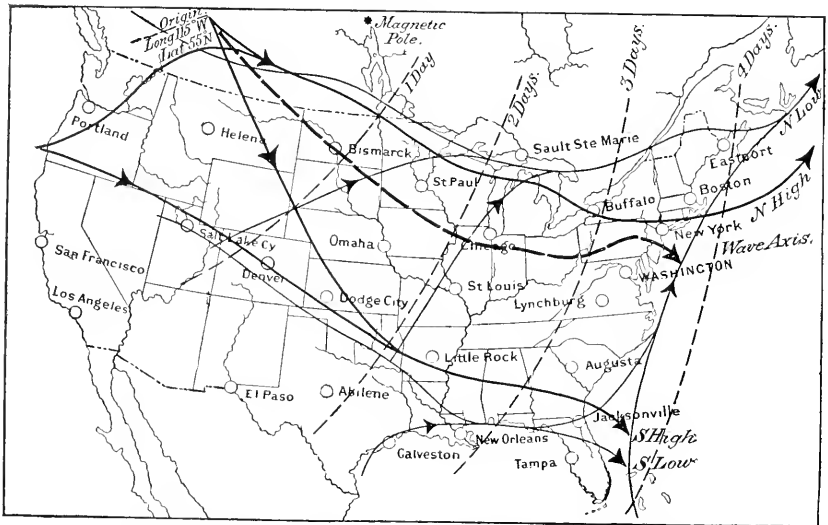 Origin.
Long 115°W
Lat 55N
Magnetic
Pole.
1 Day
2 Days.
3 Days.
4 Days.
Portland
Helena
Bismarck
Sault Ste Marie
N Low
Eastport
St Paul
Buffalo
Boston
N High
New York
Salt Lake Cy
Omaha
Chicago
Wave Axis.
San Francisco
Denver
WASHINGTON
Los Angeles
Dodge City
St Louis
Lynchburg
Little Rock
Augusta
El Paso
Abilene
Jacksonville
S High
New Orleans
Galveston
Tampa
S Low